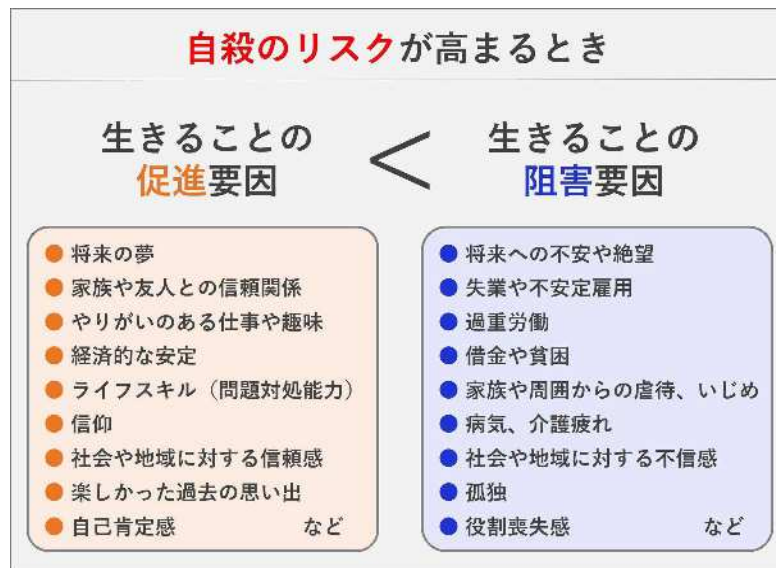 自殺のリスクが高まるとき
生きることの
促進要因
<
生きることの
阻害要因
● 将来の夢
● 家族や友人との信頼関係
● やりがいのある仕事や趣味
● 経済的な安定
● ライフスキル（問題対処能力）
● 信仰
● 社会や地域に対する信頼感
● 楽しかった過去の思い出
● 自己肯定感 など
● 将来への不安や絶望
● 失業や不安定雇用
● 過重労働
● 借金や貧困
● 家族や周囲からの虐待、いじめ
● 病気、介護疲れ
● 社会や地域に対する不信感
● 孤独
● 役割喪失感 など